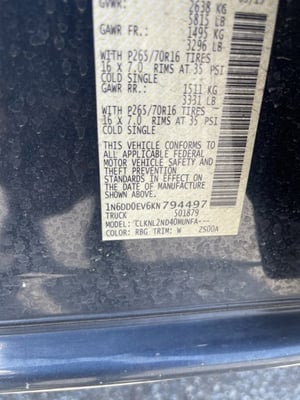 GVWR: 2638 KG
5815 LB
GAWR FR.: 1495 KG
3296 LB
WITH P265/70R16 TIRES
16 X 7.0 RIMS AT 35 PSI
COLD SINGLE
GAWR RR.: 1511 KG
3331 LB
WITH P265/70R16 TIRES
16 X 7.0 RIMS AT 35 PSI
COLD SINGLE
THIS VEHICLE CONFORMS TO
ALL APPLICABLE FEDERAL
MOTOR VEHICLE SAFETY AND
THEFT PREVENTION
STANDARDS IN EFFECT ON
THE DATE OF MANUFACTURE
SHOWN ABOVE.
1N6DD0EV6KN794497
TRUCK 501879
MODEL: CLKNL2ND40MUNFA---
COLOR: RBG TRIM: W ZS00A